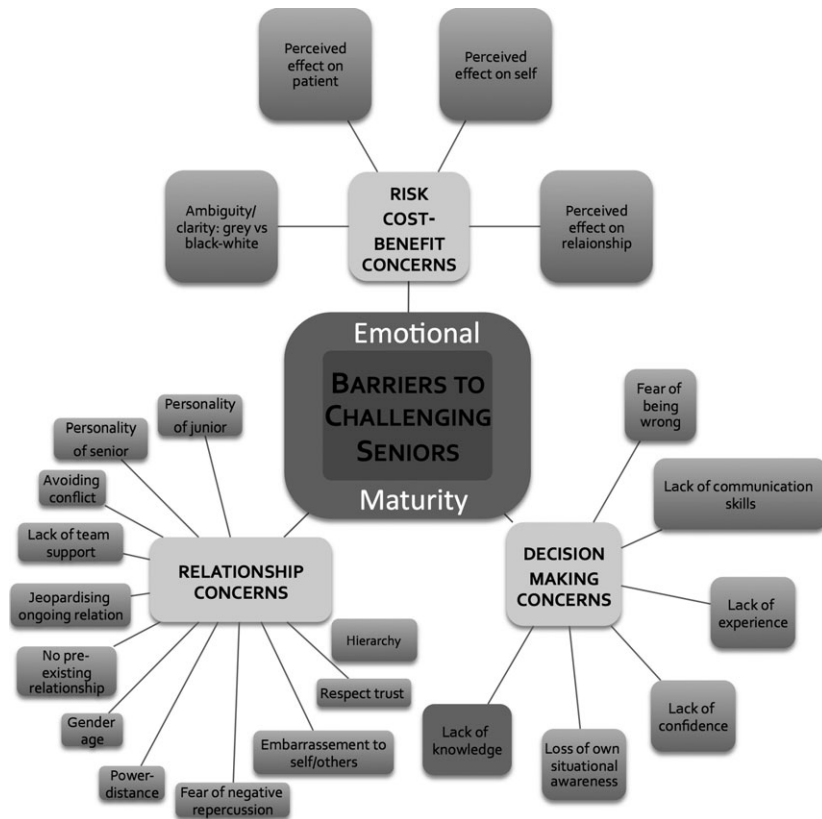 Perceived
effect on
patient
Perceived
effect on self
Ambiguity/
clarity: grey vs
black-white
RISK
COST-
BENEFIT
CONCERNS
Perceived
effect on
relaionship
Emotional
BARRIERS TO
CHALLENGING
SENIORS
Maturity
Personality
of junior
Personality
of senior
Avoiding
conflict
Lack of team
support
Jeopardising
ongoing relation
No pre-
existing
relationship
Gender
age
Power-
distance
Fear of negative
repercussion
Embarrassement to
self/others
Respect trust
Hierarchy
RELATIONSHIP
CONCERNS
Fear of
being
wrong
Lack of communication
skills
DECISION
MAKING
CONCERNS
Lack of
experience
Lack of
confidence
Loss of own
situational
awareness
Lack of
knowledge